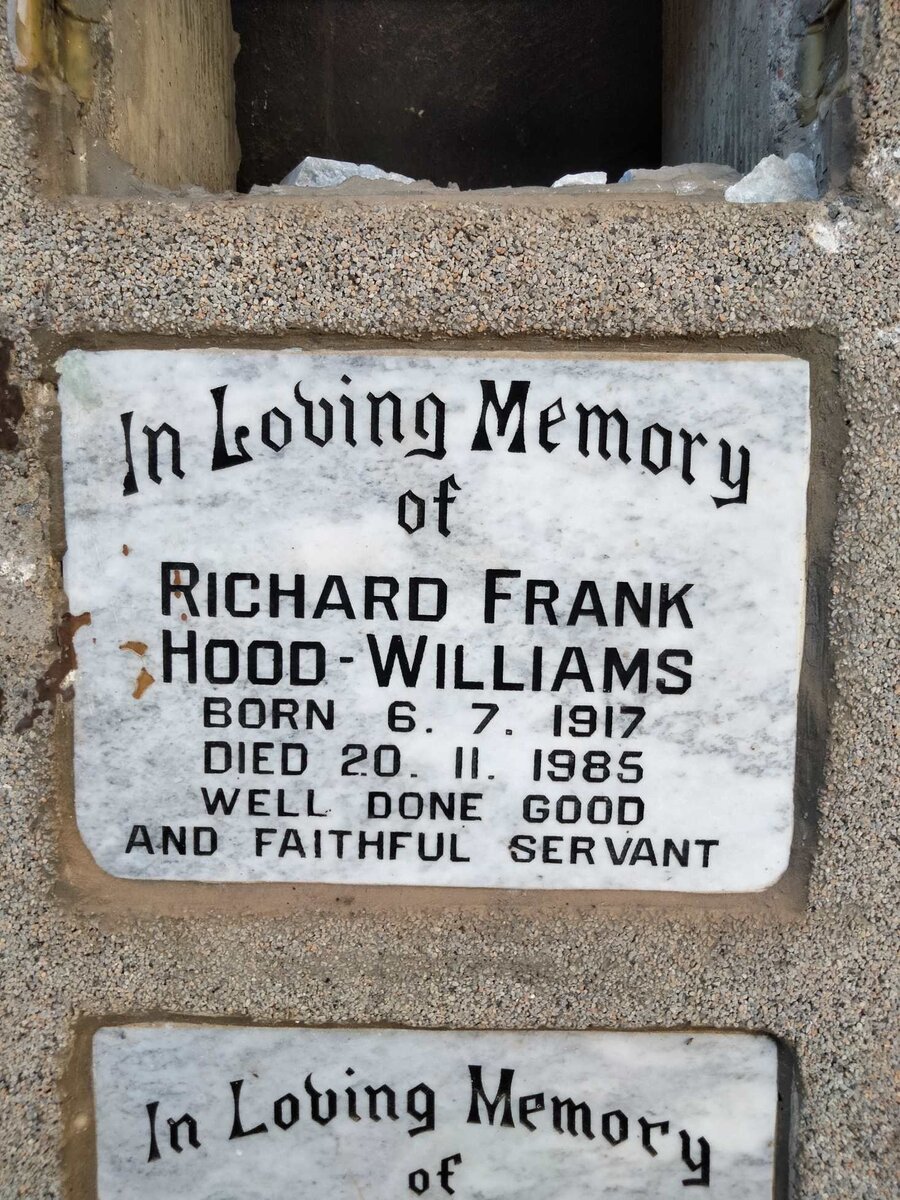 In Loving Memory
of
RICHARD FRANK
HOOD-WILLIAMS
BORN 6. 7. 1917
DIED 20. 11. 1985
WELL DONE GOOD
AND FAITHFUL SERVANT
In Loving Memory
of